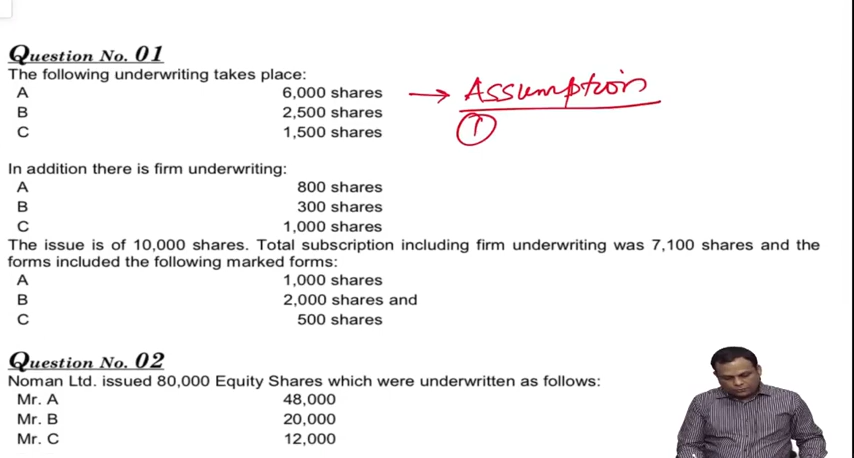 Question No. 01
The following underwriting takes place:
A 6,000 shares → Assumption
B 2,500 shares 1
C 1,500 shares
In addition there is firm underwriting:
A 800 shares
B 300 shares
C 1,000 shares
The issue is of 10,000 shares. Total subscription including firm underwriting was 7,100 shares and the
forms included the following marked forms:
A 1,000 shares
B 2,000 shares and
C 500 shares
Question No. 02
Noman Ltd. issued 80,000 Equity Shares which were underwritten as follows:
Mr. A 48,000
Mr. B 20,000
Mr. C 12,000